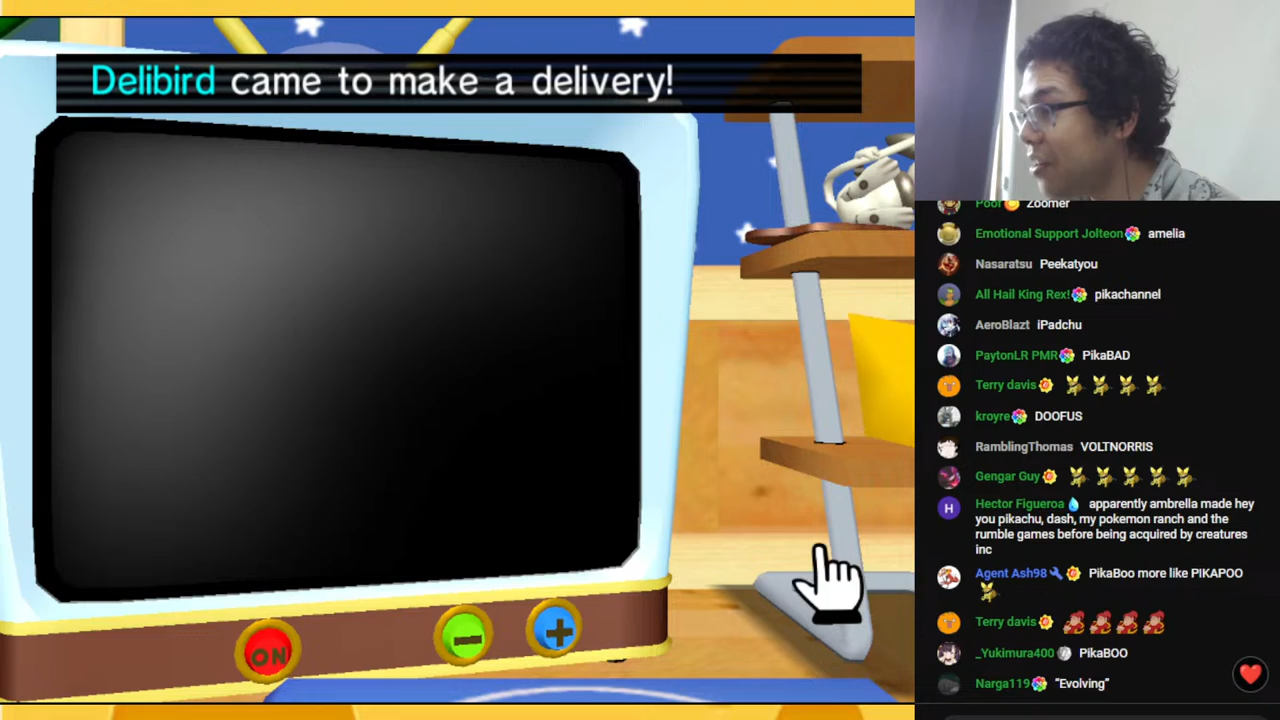 Delibird came to make a delivery!
ON
Poof Zoomer
Emotional Support Jolteon amelia
Nasaratsu Peekatyou
All Hail King Rex! pikachannel
AeroBlazt iPadchu
PaytonLR PMR PikaBAD
Terry davis
kroyre DOOFUS
RamblingThomas VOLTNORRIS
Gengar Guy
H Hector Figueroa apparently ambrella made hey
you pikachu, dash, my pokemon ranch and the
rumble games before being acquired by creatures
inc
Agent Ash98 PikaBoo more like PIKAPOO
Terry davis
_Yukimura400 PikaBOO
Narga119 “Evolving”